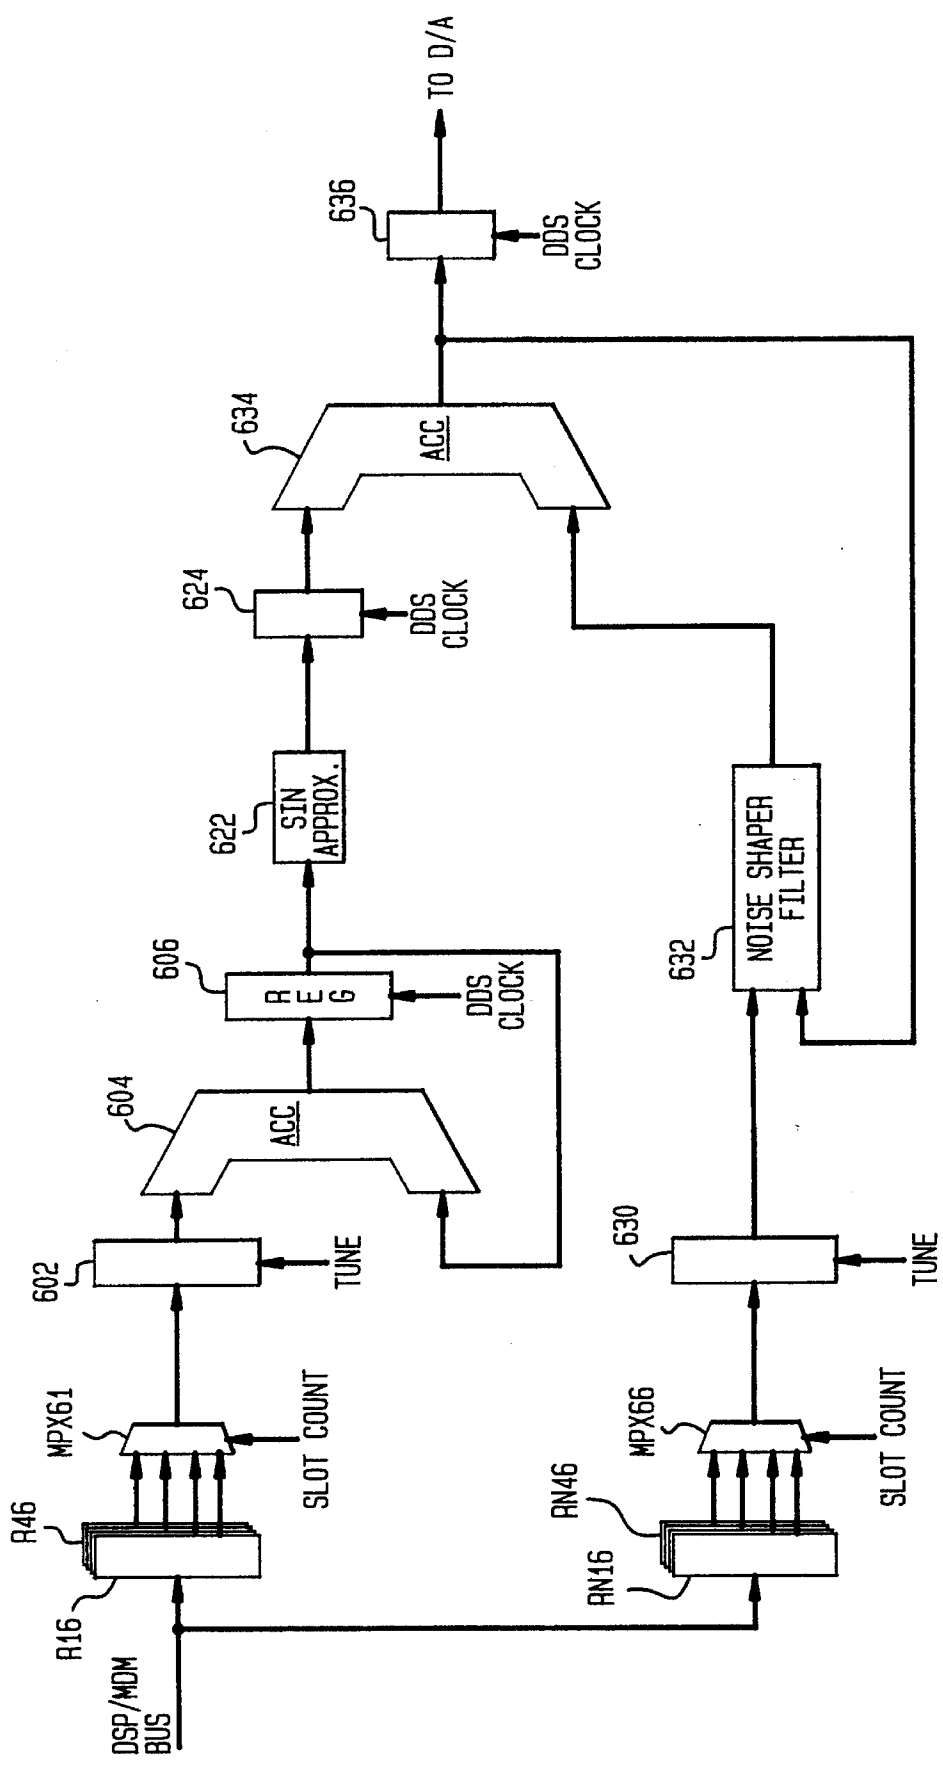 DSP/MDM
BUS
R16
R46
MPX61
SLOT COUNT
602
TUNE
604
ACC
606
REG
DDS
CLOCK
622
SIN
APPROX.
624
DDS
CLOCK
634
ACC
636
DDS
CLOCK
TO D/A
RN16
RN46
MPX66
SLOT COUNT
630
TUNE
632
NOISE SHAPER
FILTER